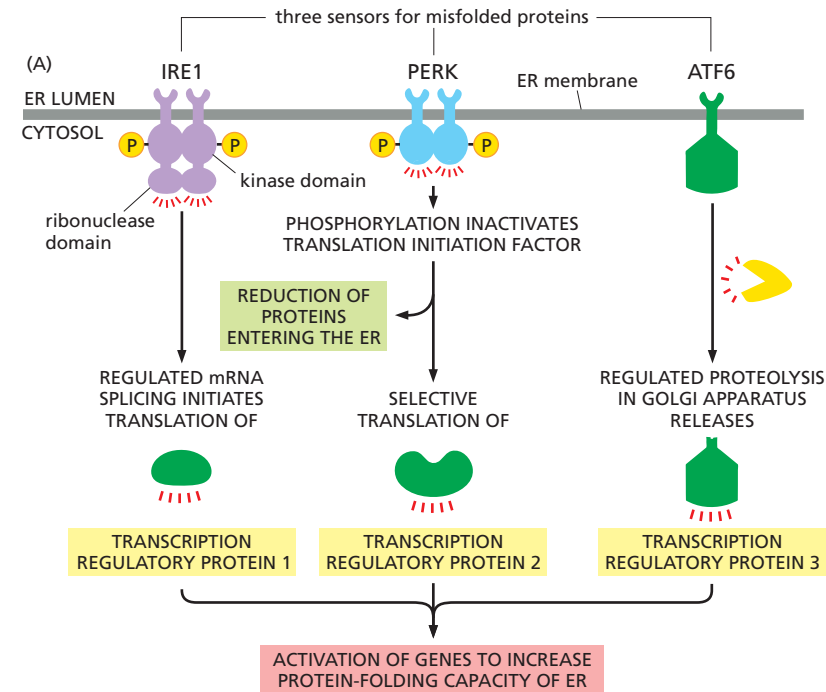 three sensors for misfolded proteins
(A)
IRE1
PERK
ATF6
ER membrane
ER LUMEN
CYTOSOL
P
P
P
P
kinase domain
ribonuclease
domain
PHOSPHORYLATION INACTIVATES
TRANSLATION INITIATION FACTOR
REDUCTION OF
PROTEINS
ENTERING THE ER
REGULATED mRNA
SPLICING INITIATES
TRANSLATION OF
SELECTIVE
TRANSLATION OF
REGULATED PROTEOLYSIS
IN GOLGI APPARATUS
RELEASES
TRANSCRIPTION
REGULATORY PROTEIN 1
TRANSCRIPTION
REGULATORY PROTEIN 2
TRANSCRIPTION
REGULATORY PROTEIN 3
ACTIVATION OF GENES TO INCREASE
PROTEIN-FOLDING CAPACITY OF ER